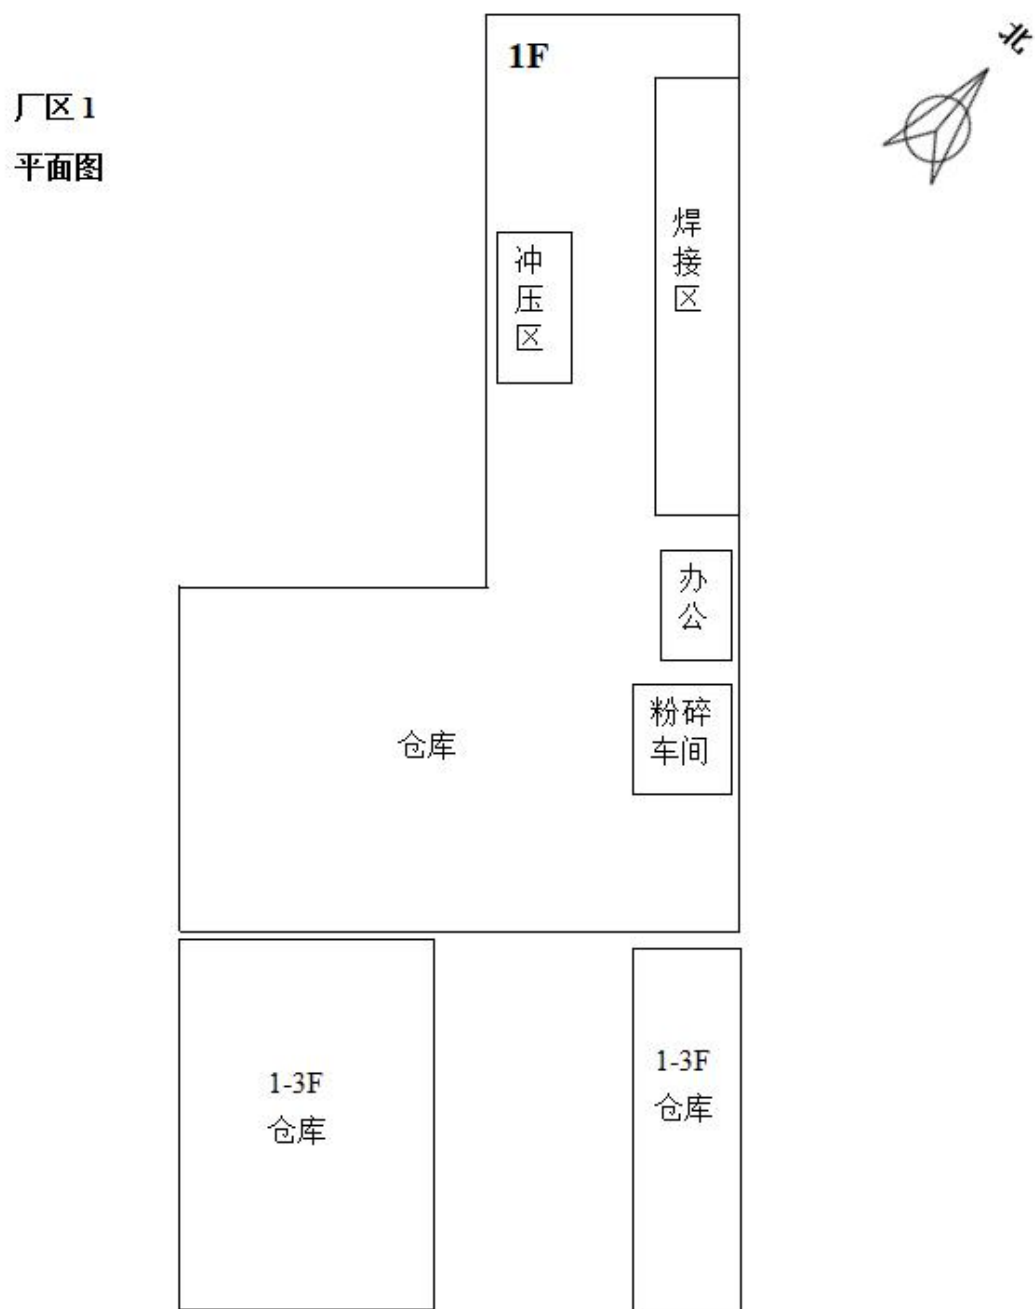 厂区 1
平面图
1F
北
焊
接
区
冲
压
区
办
公
粉碎
车间
仓库
1-3F
仓库
1-3F
仓库